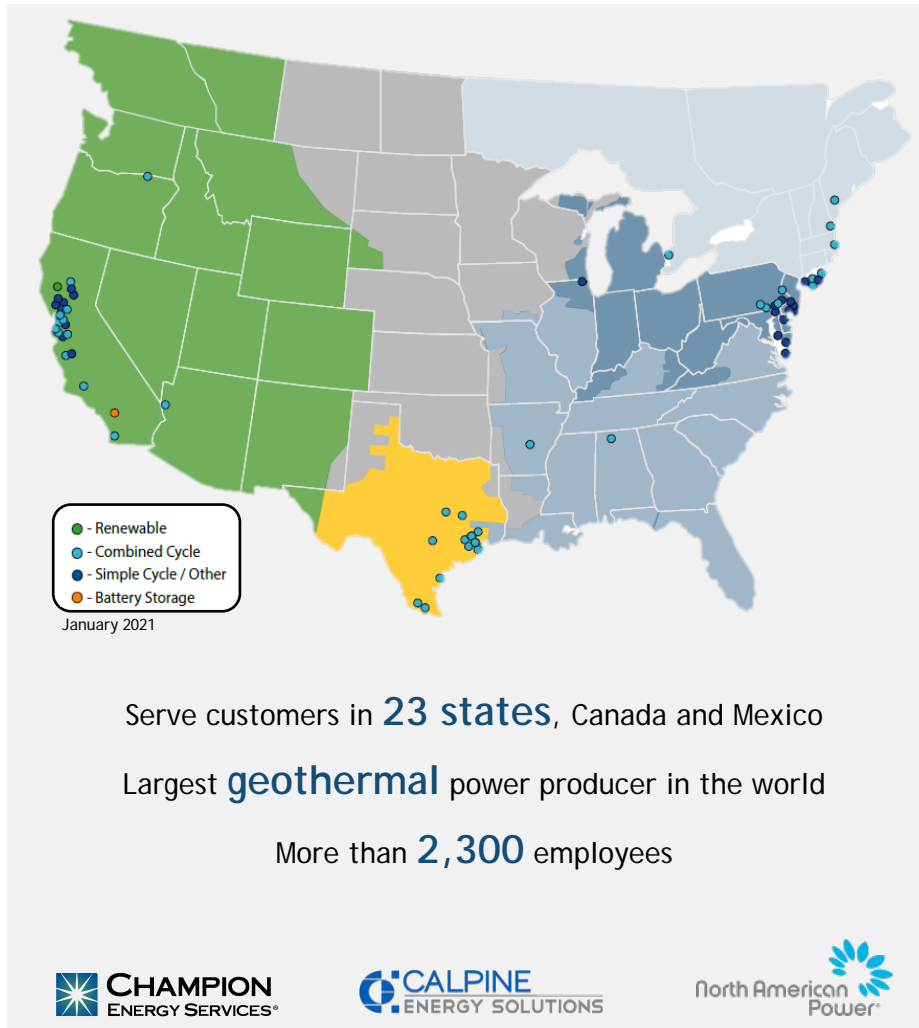 - Renewable
- Combined Cycle
- Simple Cycle / Other
- Battery Storage
January 2021
Serve customers in 23 states, Canada and Mexico
Largest geothermal power producer in the world
More than 2,300 employees
CHAMPION
ENERGY SERVICES®
CALPINE
ENERGY SOLUTIONS
North American
Power®